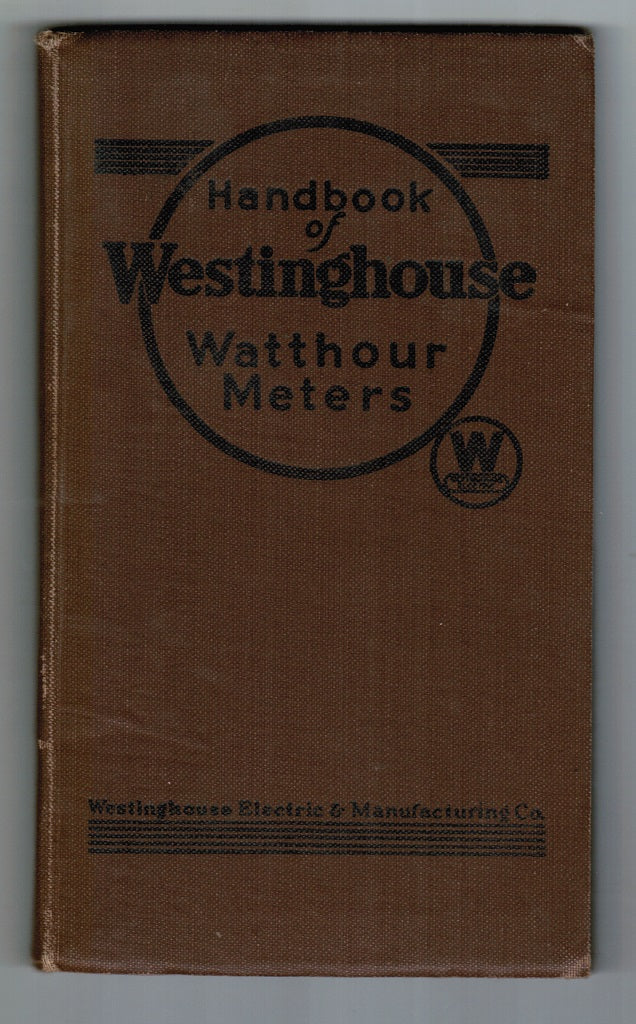 Handbook
of
Westinghouse
Watthour
Meters
W
Westinghouse Electric & Manufacturing Co.